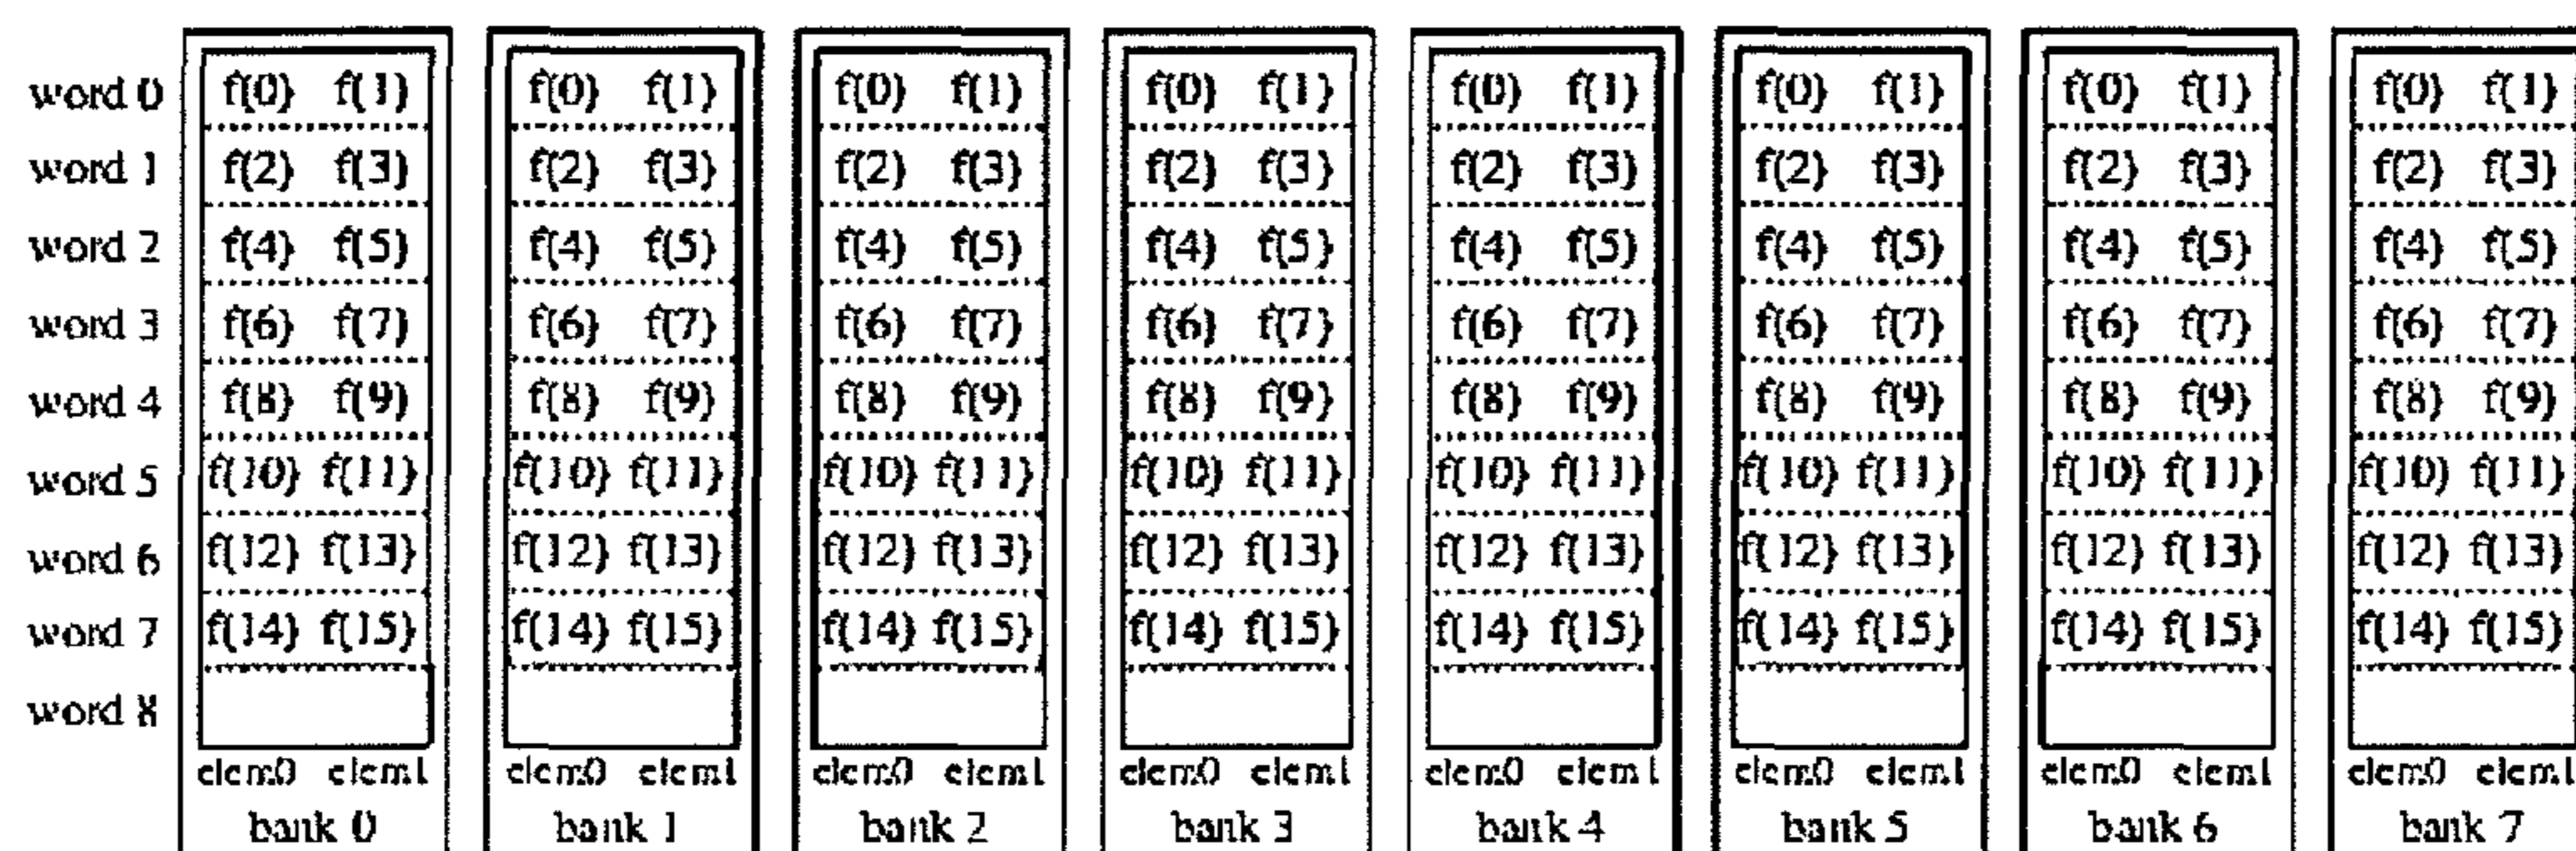 word 0 f(0) f(1) f(0) f(1) f(0) f(1) f(0) f(1) f(0) f(1) f(0) f(1) f(0) f(1) f(0) f(1)
word 1 f(2) f(3) f(2) f(3) f(2) f(3) f(2) f(3) f(2) f(3) f(2) f(3) f(2) f(3) f(2) f(3)
word 2 f(4) f(5) f(4) f(5) f(4) f(5) f(4) f(5) f(4) f(5) f(4) f(5) f(4) f(5) f(4) f(5)
word 3 f(6) f(7) f(6) f(7) f(6) f(7) f(6) f(7) f(6) f(7) f(6) f(7) f(6) f(7) f(6) f(7)
word 4 f(8) f(9) f(8) f(9) f(8) f(9) f(8) f(9) f(8) f(9) f(8) f(9) f(8) f(9) f(8) f(9)
word 5 f(10) f(11) f(10) f(11) f(10) f(11) f(10) f(11) f(10) f(11) f(10) f(11) f(10) f(11) f(10) f(11)
word 6 f(12) f(13) f(12) f(13) f(12) f(13) f(12) f(13) f(12) f(13) f(12) f(13) f(12) f(13) f(12) f(13)
word 7 f(14) f(15) f(14) f(15) f(14) f(15) f(14) f(15) f(14) f(15) f(14) f(15) f(14) f(15) f(14) f(15)
word 8
elem0 elem1 elem0 elem1 elem0 elem1 elem0 elem1 elem0 elem1 elem0 elem1 elem0 elem1 elem0 elem1
bank 0 bank 1 bank 2 bank 3 bank 4 bank 5 bank 6 bank 7